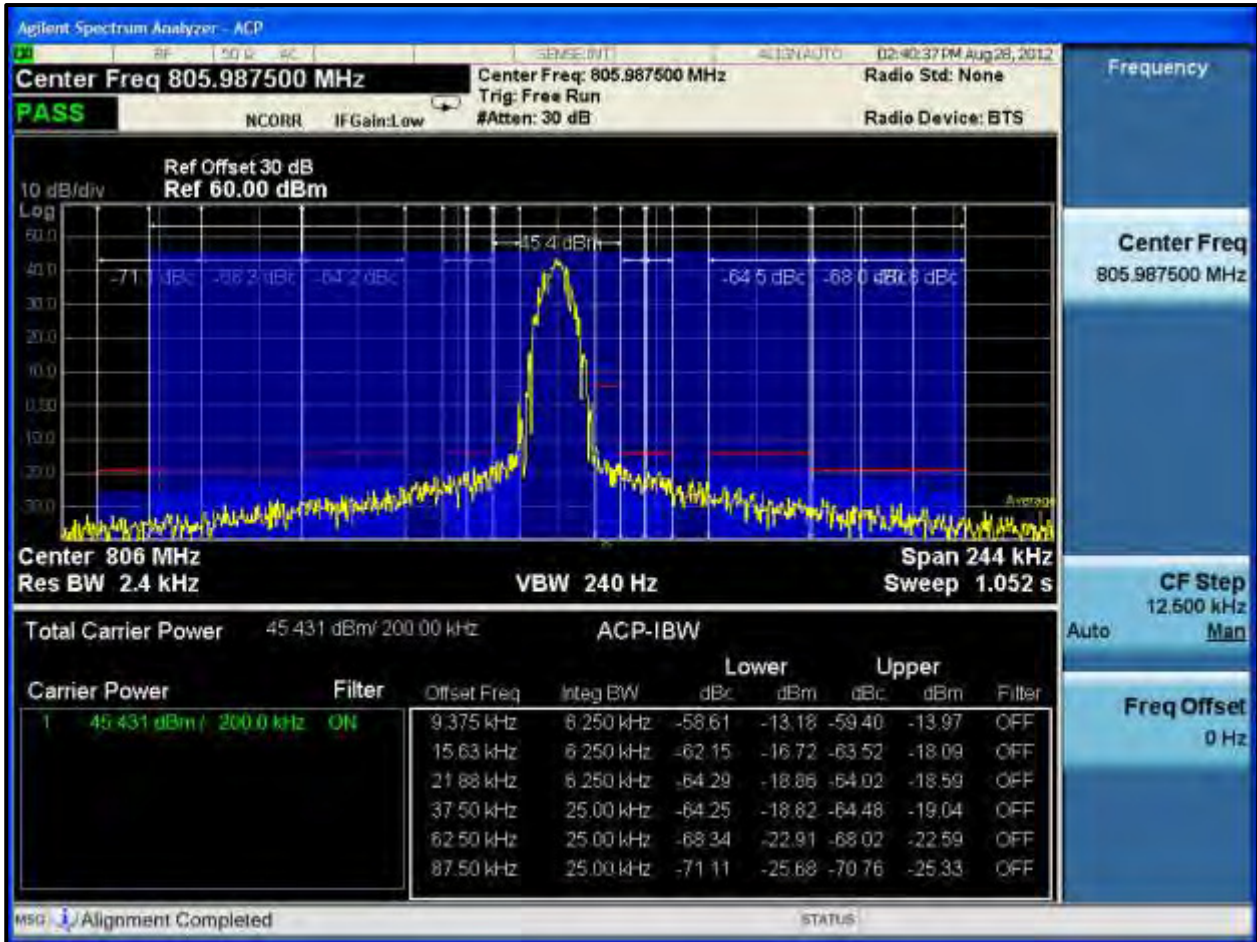 Agilent Spectrum Analyzer - ACP
RF 50 Ω AC SENSE:INT ALIGN AUTO 02:40:37 PM Aug 28, 2012
Center Freq 805.987500 MHz
Center Freq: 805.987500 MHz
Radio Std: None
Trig: Free Run
PASS
NCORR IFGain:Low
#Atten: 30 dB
Radio Device: BTS
Ref Offset 30 dB
10 dB/div Ref 60.00 dBm
Log
45.4 dBm
-68.3 dBc -64.2 dBc -64.5 dBc
Average
Center 806 MHz
Span 244 kHz
Res BW 2.4 kHz
VBW 240 Hz
Sweep 1.052 s
Total Carrier Power 45.431 dBm/ 200.00 kHz ACP-IBW
Lower Upper
Carrier Power Filter Offset Freq Integ BW dBc dBm dBc dBm Filter
1 45.431 dBm / 200.0 kHz ON 9.375 kHz 6.250 kHz -58.61 -13.18 -59.40 -13.97 OFF
15.63 kHz 6.250 kHz -62.15 -16.72 -63.52 -18.09 OFF
21.88 kHz 6.250 kHz -64.29 -18.86 -64.02 -18.59 OFF
37.50 kHz 25.00 kHz -64.25 -18.82 -64.48 -19.04 OFF
62.50 kHz 25.00 kHz -68.34 -22.91 -68.02 -22.59 OFF
87.50 kHz 25.00 kHz -71.11 -25.68 -70.76 -25.33 OFF
MSG Alignment Completed
STATUS
Frequency
Center Freq
805.987500 MHz
CF Step
12.500 kHz
Auto Man
Freq Offset
0 Hz